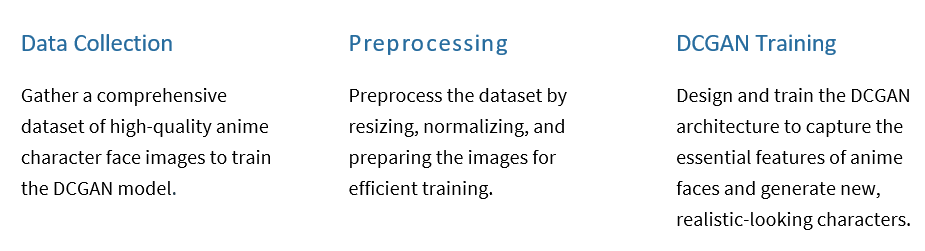 Data Collection
Gather a comprehensive
dataset of high-quality anime
character face images to train
the DCGAN model.
Preprocessing
Preprocess the dataset by
resizing, normalizing, and
preparing the images for
efficient training.
DCGAN Training
Design and train the DCGAN
architecture to capture the
essential features of anime
faces and generate new,
realistic-looking characters.